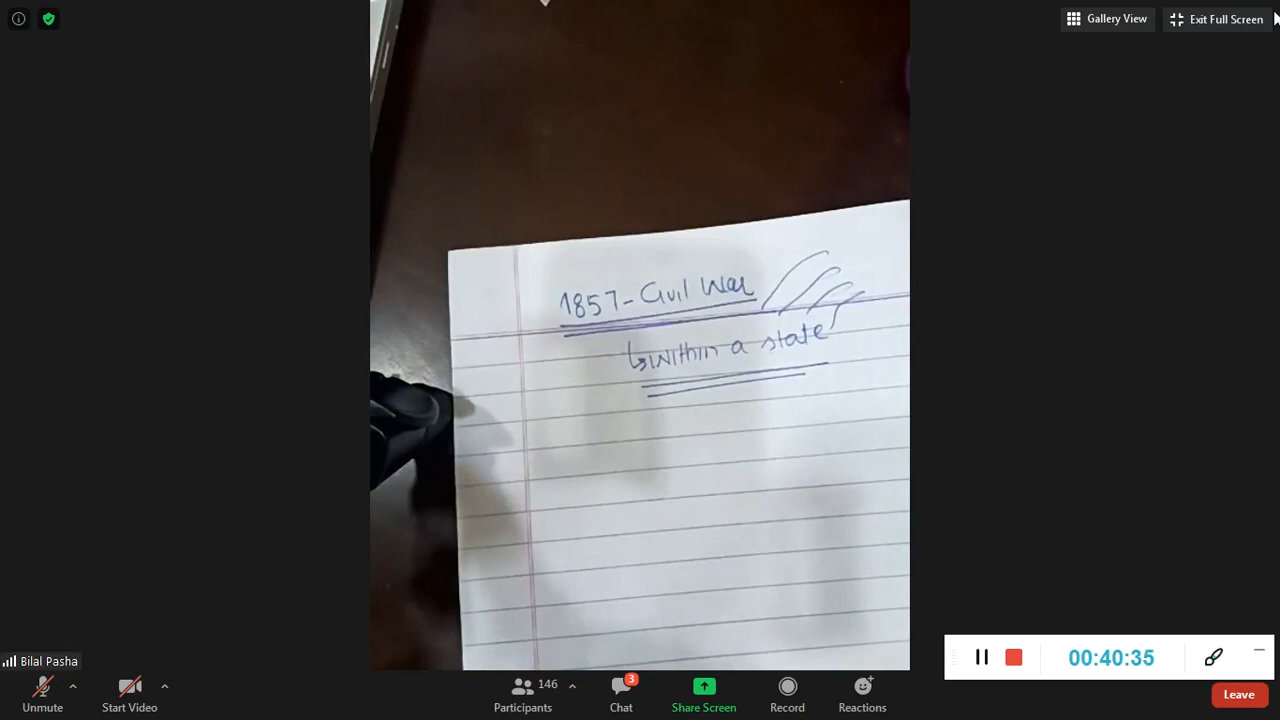 Gallery View
Exit Full Screen
1857 - Civil War
within a state
Bilal Pasha
00:40:35
Unmute
Start Video
146
Participants
3
Chat
Share Screen
Record
Reactions
Leave